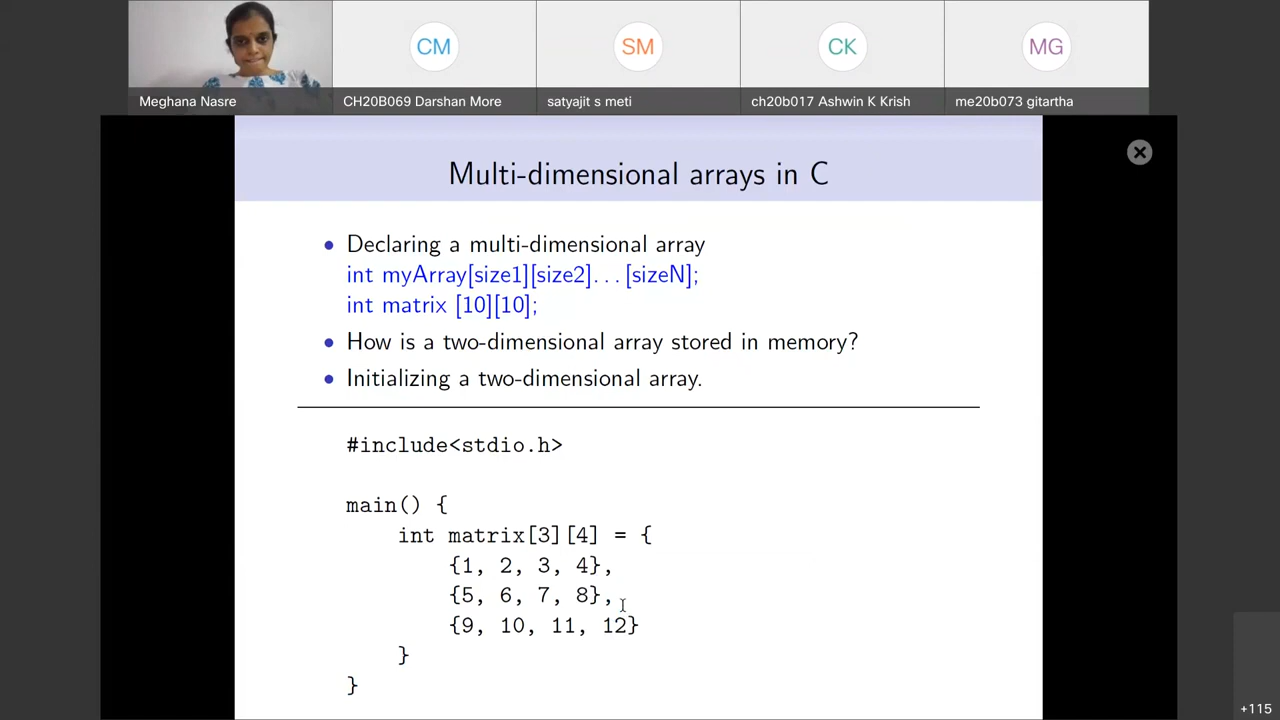 CM
SM
CK
MG
Meghana Nasre
CH20B069 Darshan More
satyajit s meti
ch20b017 Ashwin K Krish
me20b073 gitartha
Multi-dimensional arrays in C
• Declaring a multi-dimensional array
int myArray[size1][size2]...[sizeN];
int matrix [10][10];
• How is a two-dimensional array stored in memory?
• Initializing a two-dimensional array.
#include<stdio.h>
main() {
int matrix[3][4] = {
{1, 2, 3, 4},
{5, 6, 7, 8},
{9, 10, 11, 12}
}
}
+115